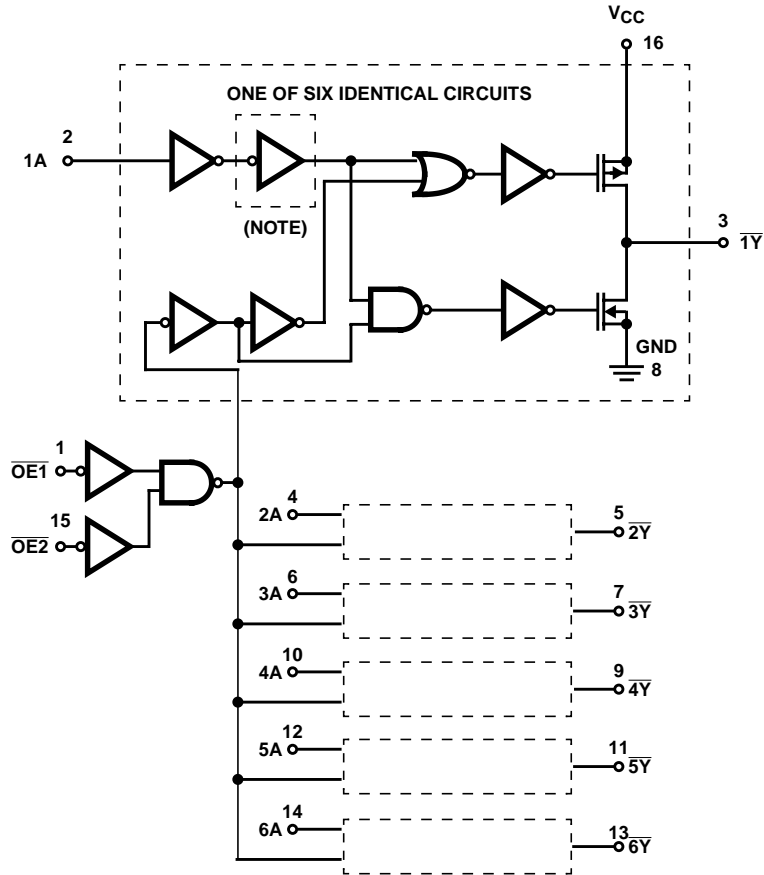 VCC
16
ONE OF SIX IDENTICAL CIRCUITS
2
1A
(NOTE)
3
1Y
GND
8
1
OE1
15
OE2
4
2A
5
2Y
6
3A
7
3Y
10
4A
9
4Y
12
5A
11
5Y
14
6A
13
6Y